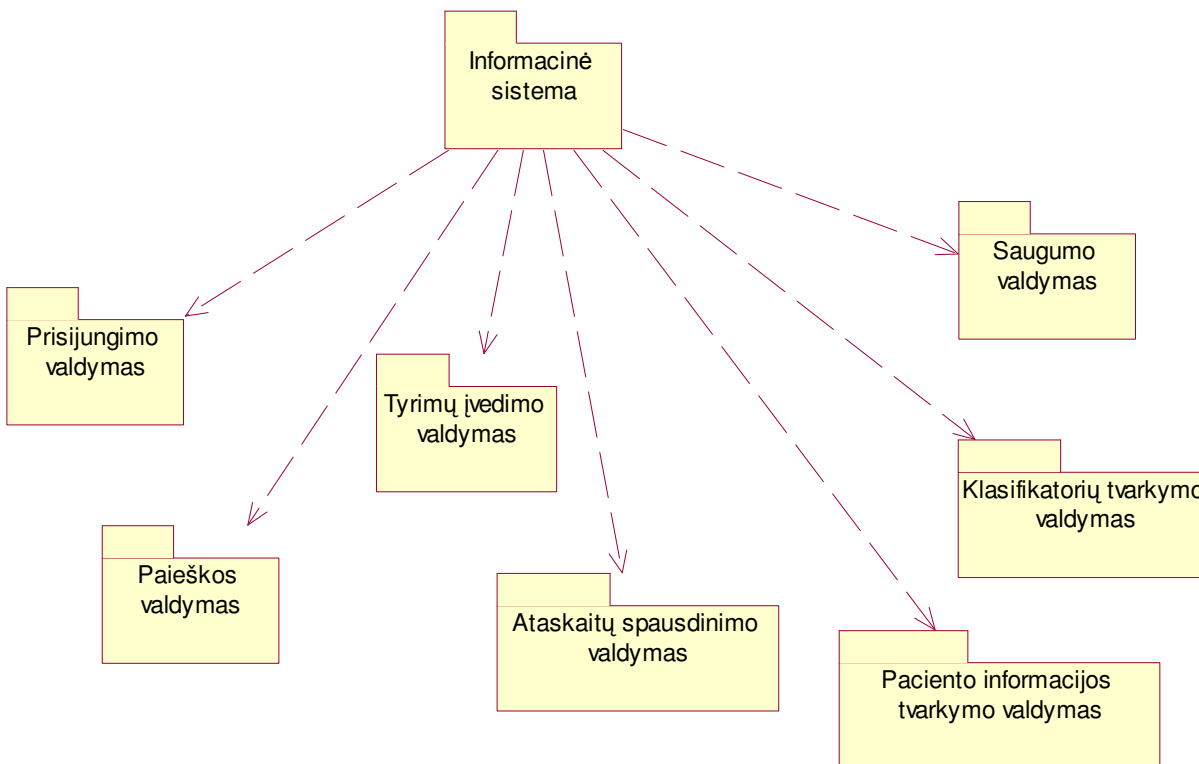 Informacinė
sistema
Saugumo
valdymas
Prisijungimo
valdymas
Tyrimų įvedimo
valdymas
Klasifikatorių tvarkymo
valdymas
Paieškos
valdymas
Ataskaitų spausdinimo
valdymas
Paciento informacijos
tvarkymo valdymas